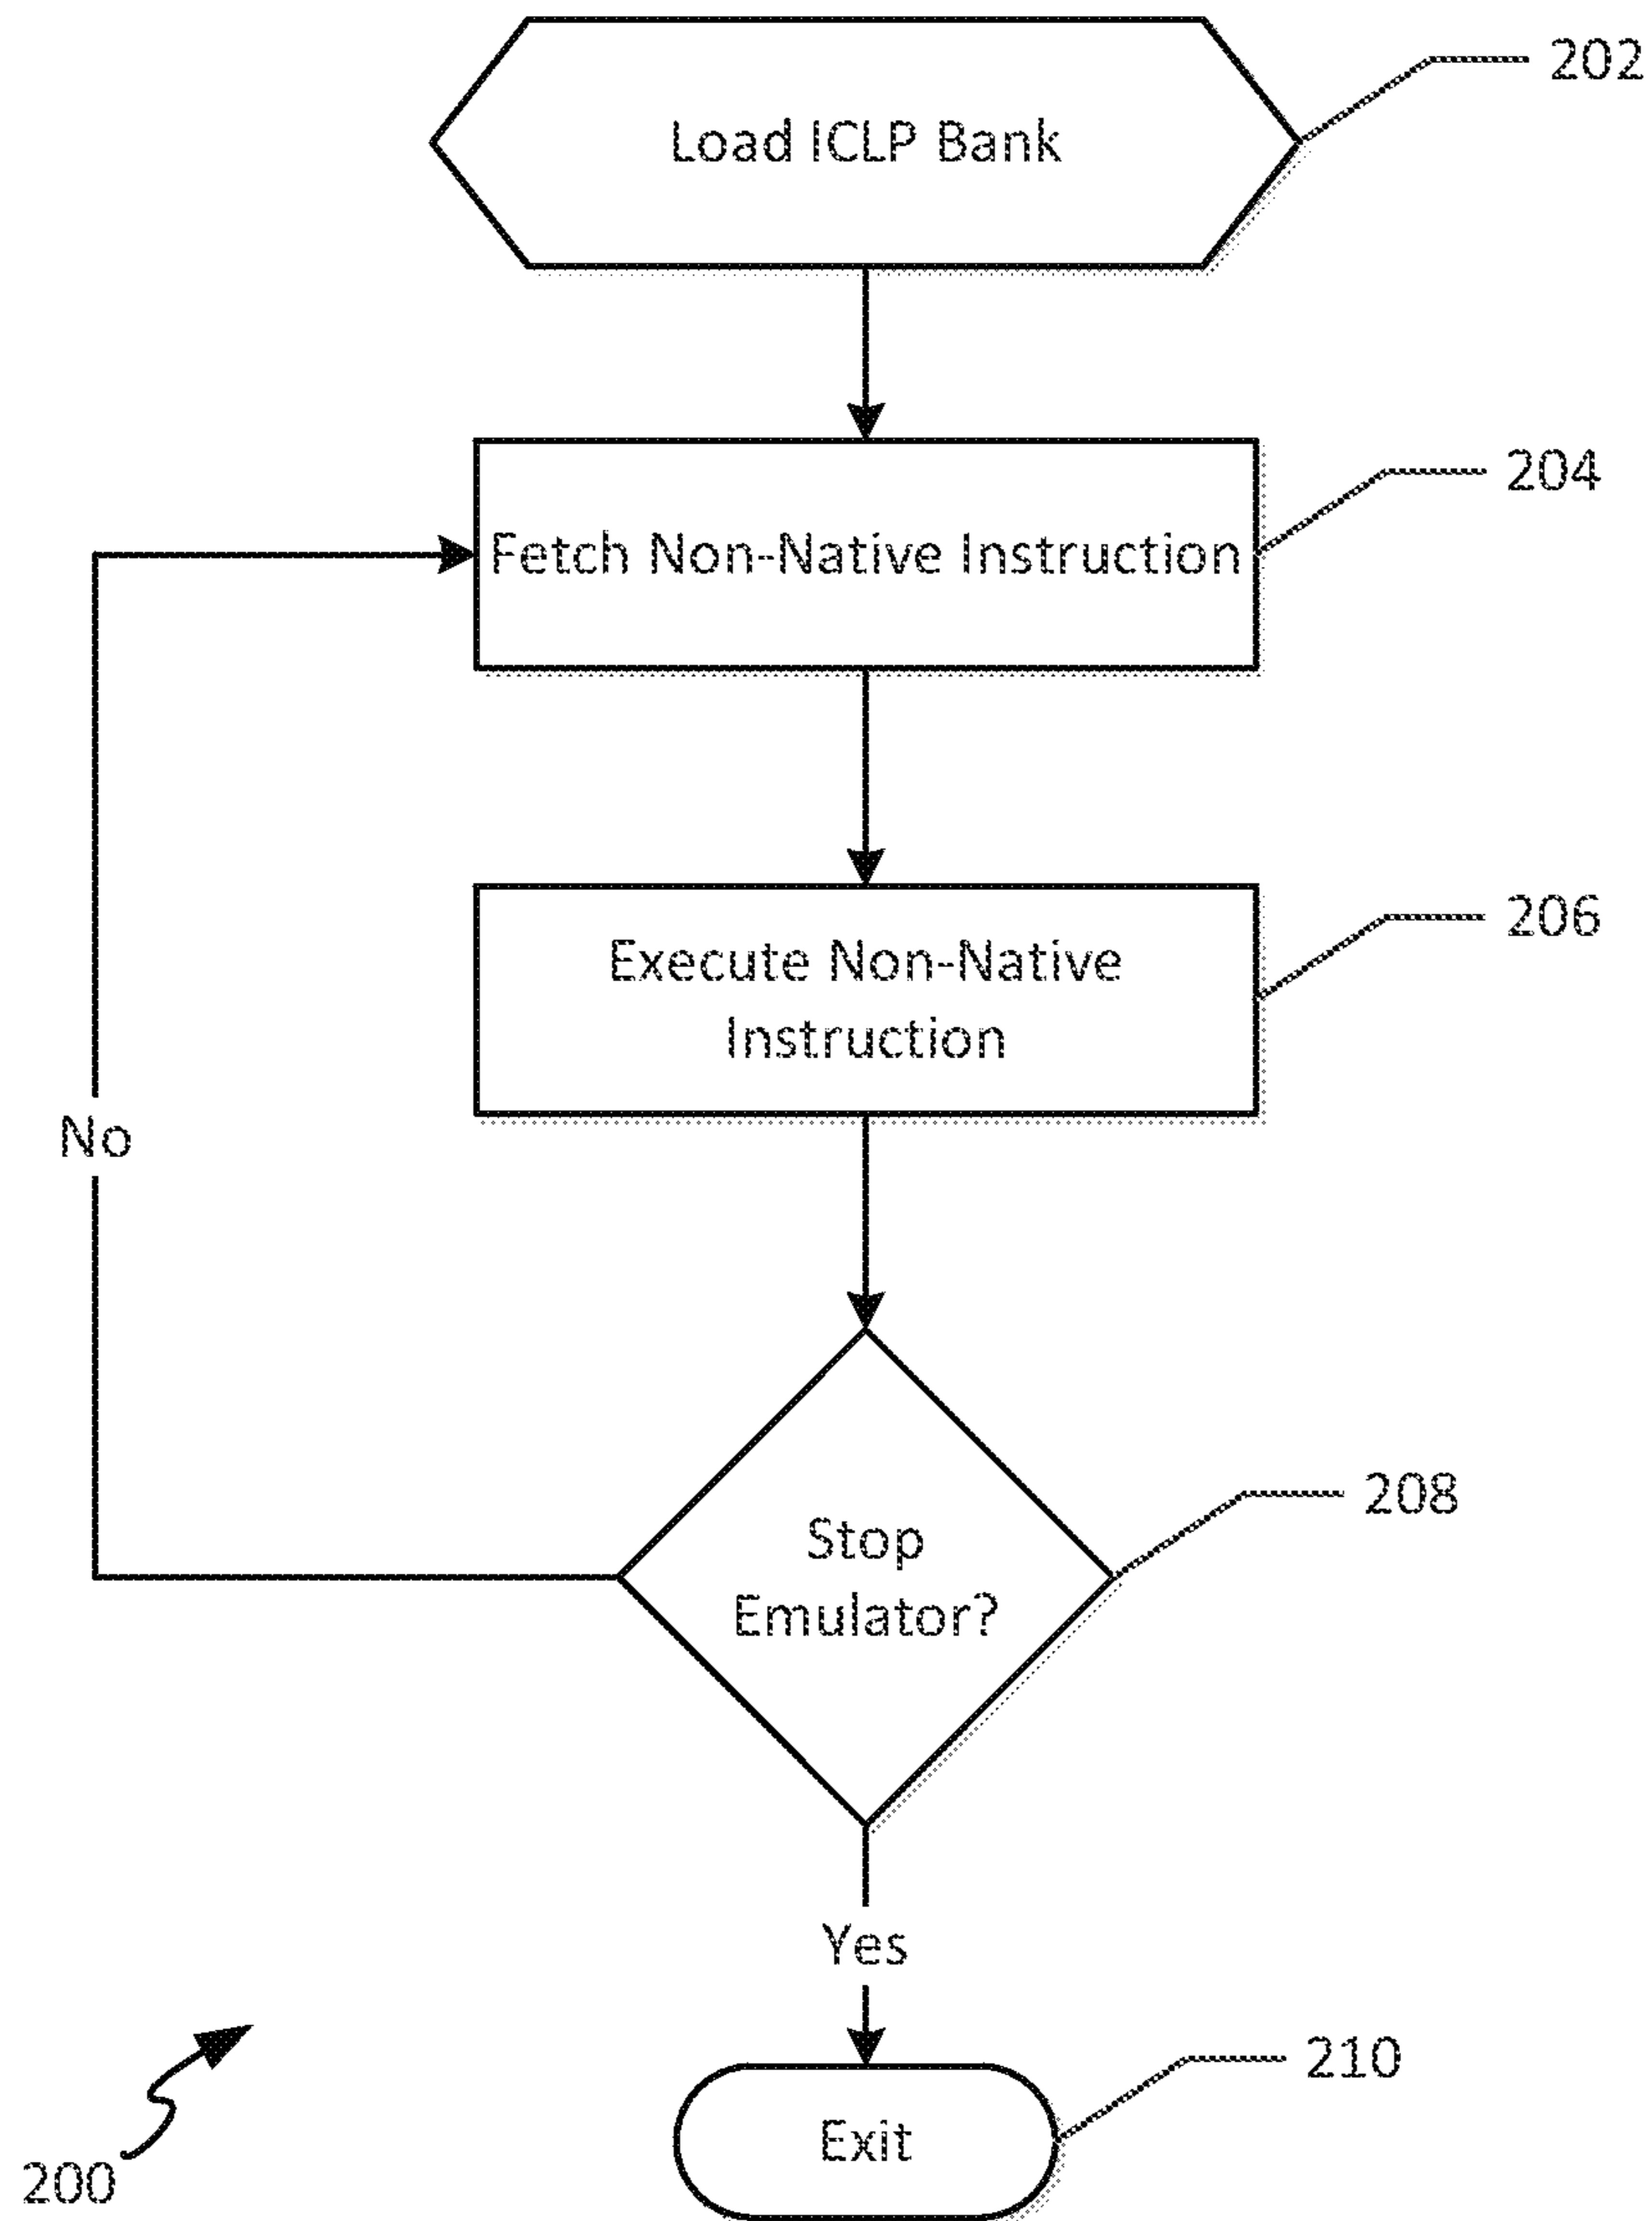 Load ICLP Bank
202
Fetch Non-Native Instruction
204
Execute Non-Native
Instruction
206
No
Stop
Emulator?
208
Yes
Exit
210
200